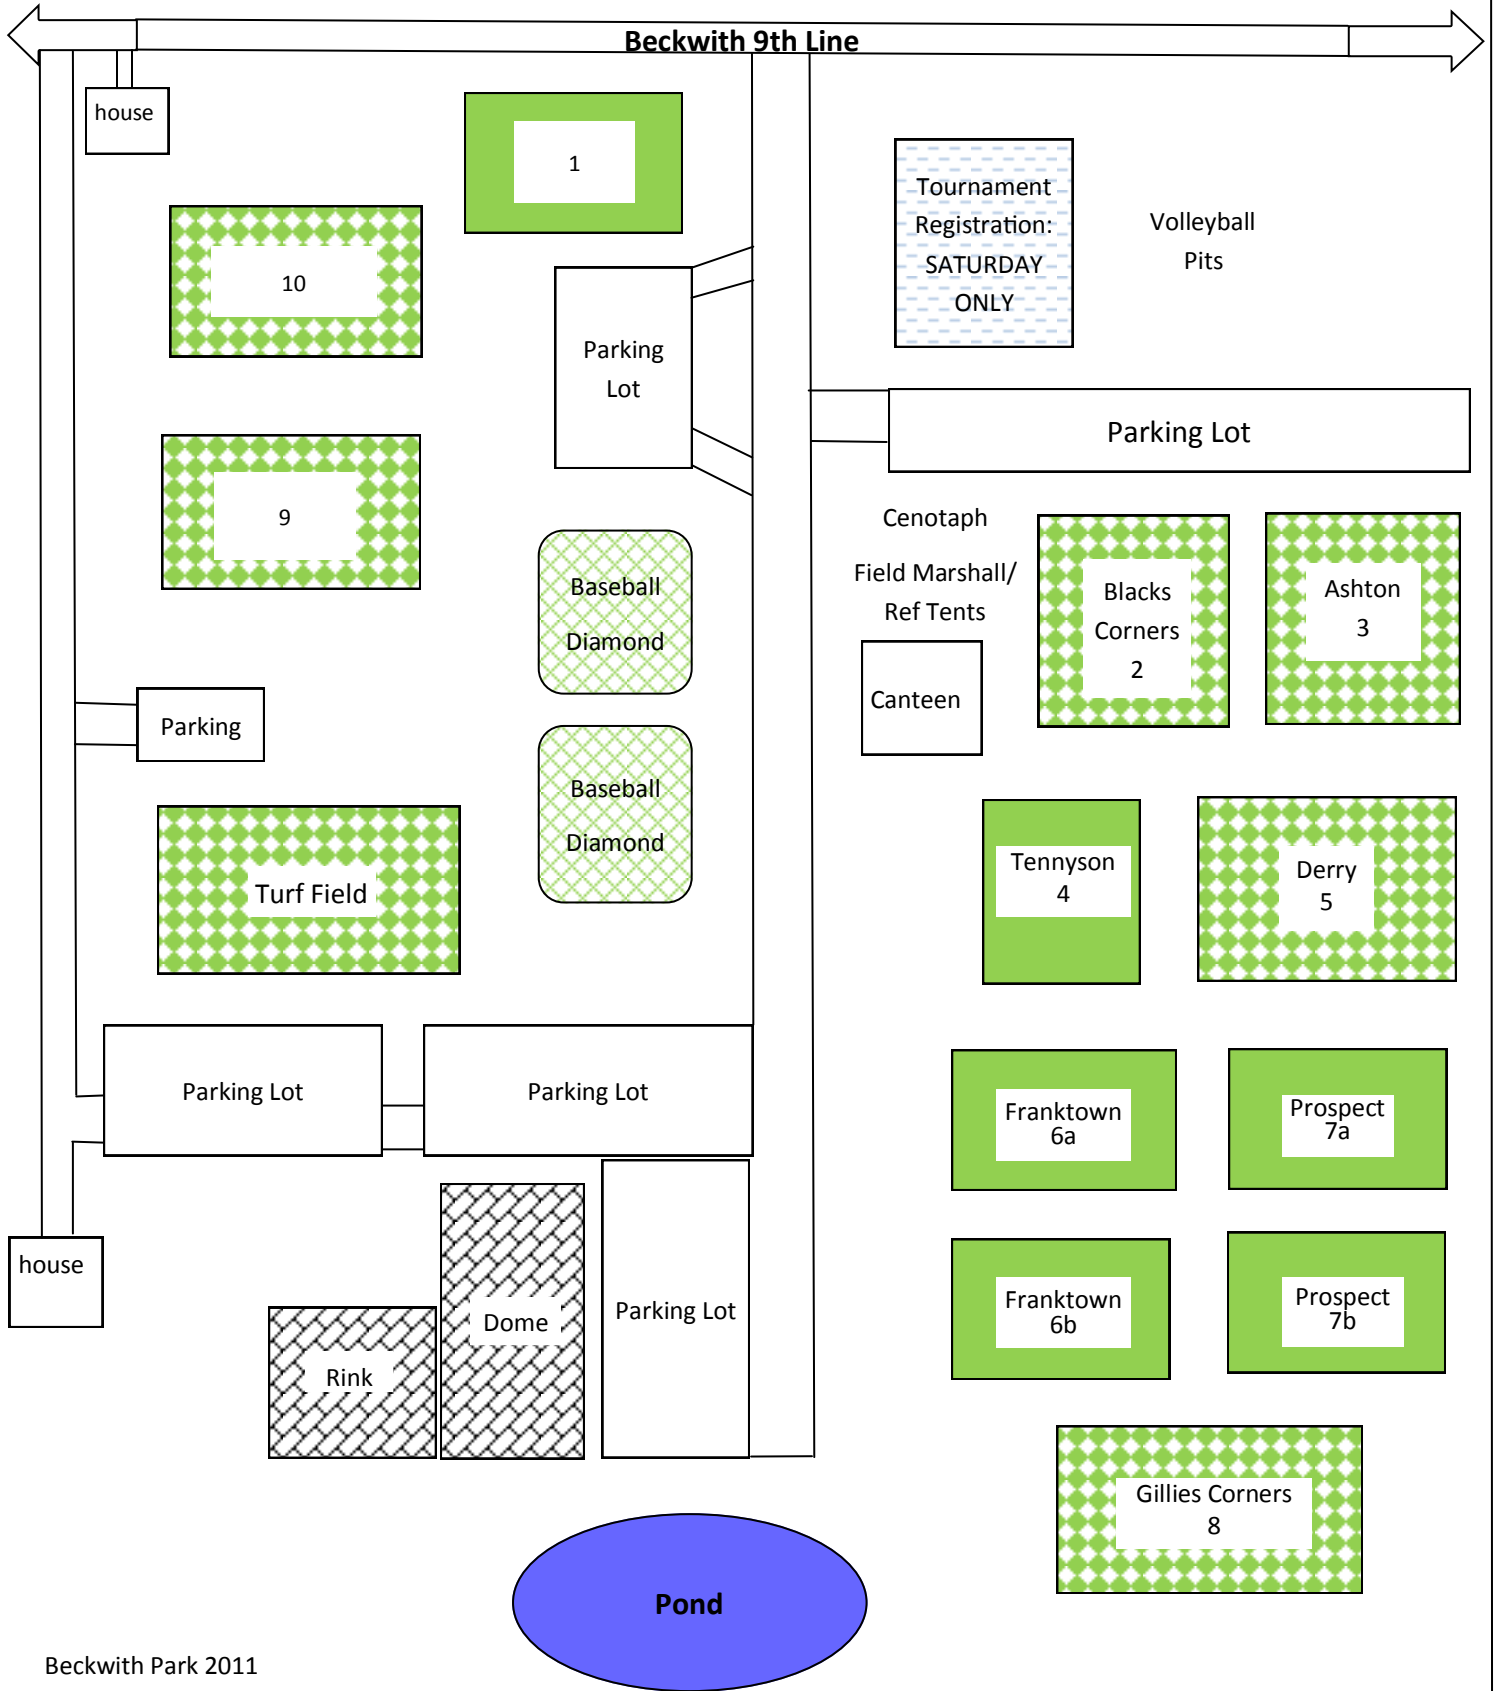 Beckwith 9th Line
house
1
10
Tournament
Registration:
SATURDAY
ONLY
Volleyball
Pits
Parking
Lot
Parking Lot
9
Cenotaph
Field Marshall/
Ref Tents
Canteen
Blacks
Corners
2
Ashton
3
Baseball
Diamond
Parking
Baseball
Diamond
Turf Field
Tennyson
4
Derry
5
Parking Lot
Parking Lot
Franktown
6a
Prospect
7a
house
Rink
Dome
Parking Lot
Franktown
6b
Prospect
7b
Gillies Corners
8
Pond
Beckwith Park 2011